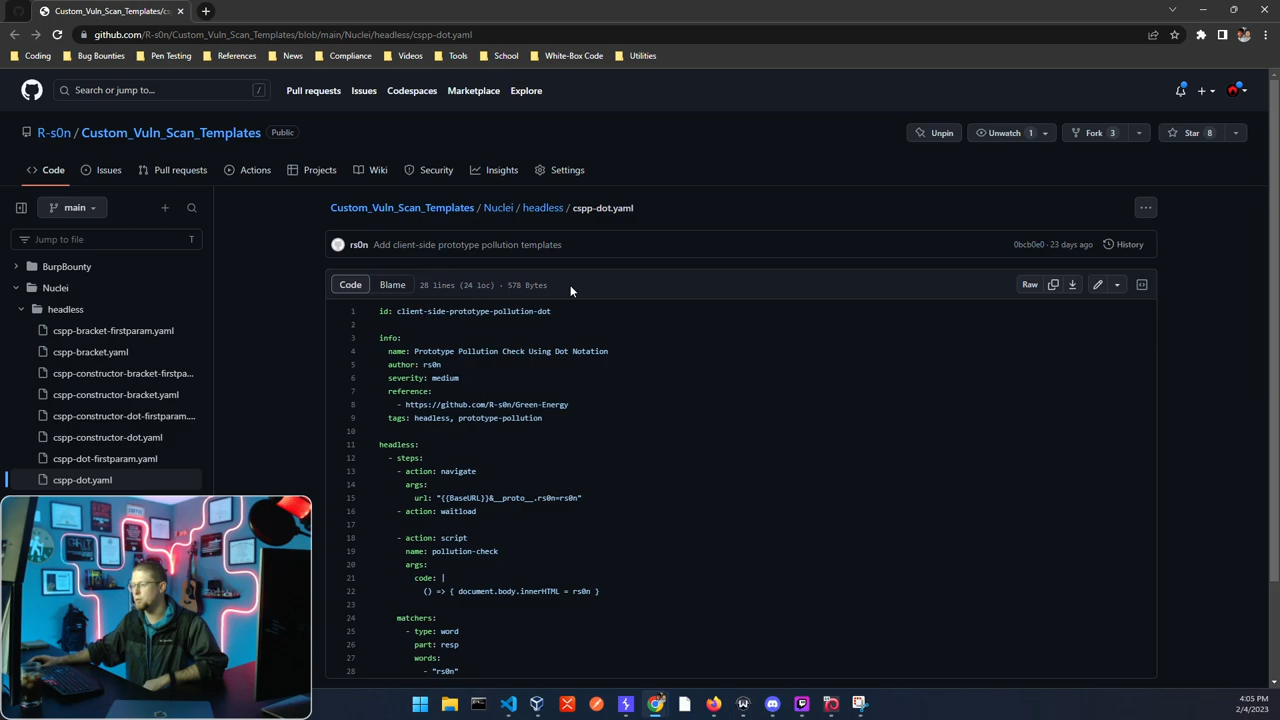 Custom_Vuln_Scan_Templates/cs
github.com/R-s0n/Custom_Vuln_Scan_Templates/blob/main/Nuclei/headless/cspp-dot.yaml
Coding Bug Bounties Pen Testing References News Compliance Videos Tools School White-Box Code Utilities
Search or jump to... / Pull requests Issues Codespaces Marketplace Explore
R-s0n / Custom_Vuln_Scan_Templates Public
Unpin Unwatch 1 Fork 3 Star 8
Code Issues Pull requests Actions Projects Wiki Security Insights Settings
main
Jump to file T
BurpBounty
Nuclei
headless
cspp-bracket-firstparam.yaml
cspp-bracket.yaml
cspp-constructor-bracket-firstpa...
cspp-constructor-bracket.yaml
cspp-constructor-dot-firstparam....
cspp-constructor-dot.yaml
cspp-dot-firstparam.yaml
cspp-dot.yaml
Custom_Vuln_Scan_Templates / Nuclei / headless / cspp-dot.yaml
rs0n Add client-side prototype pollution templates 0bcb0e0 · 23 days ago History
Code Blame 28 lines (24 loc) · 578 Bytes Raw
1 id: client-side-prototype-pollution-dot
2
3 info:
4 name: Prototype Pollution Check Using Dot Notation
5 author: rs0n
6 severity: medium
7 reference:
8 - https://github.com/R-s0n/Green-Energy
9 tags: headless, prototype-pollution
10
11 headless:
12 - steps:
13 - action: navigate
14 args:
15 url: "{{BaseURL}}&__proto__.rs0n=rs0n"
16 - action: waitload
17
18 - action: script
19 name: pollution-check
20 args:
21 code: |
22 () => { document.body.innerHTML = rs0n }
23
24 matchers:
25 - type: word
26 part: resp
27 words:
28 - "rs0n"
4:05 PM
2/4/2023